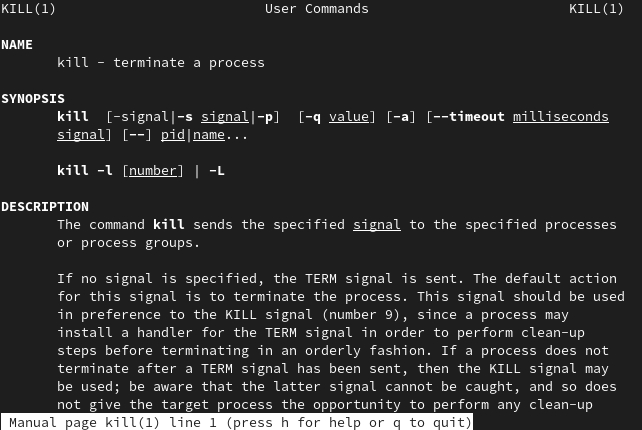 KILL(1) User Commands KILL(1)
NAME
kill - terminate a process
SYNOPSIS
kill [-signal|-s signal|-p] [-q value] [-a] [--timeout milliseconds
signal] [--] pid|name...
kill -l [number] | -L
DESCRIPTION
The command kill sends the specified signal to the specified processes
or process groups.
If no signal is specified, the TERM signal is sent. The default action
for this signal is to terminate the process. This signal should be used
in preference to the KILL signal (number 9), since a process may
install a handler for the TERM signal in order to perform clean-up
steps before terminating in an orderly fashion. If a process does not
terminate after a TERM signal has been sent, then the KILL signal may
be used; be aware that the latter signal cannot be caught, and so does
not give the target process the opportunity to perform any clean-up
Manual page kill(1) line 1 (press h for help or q to quit)